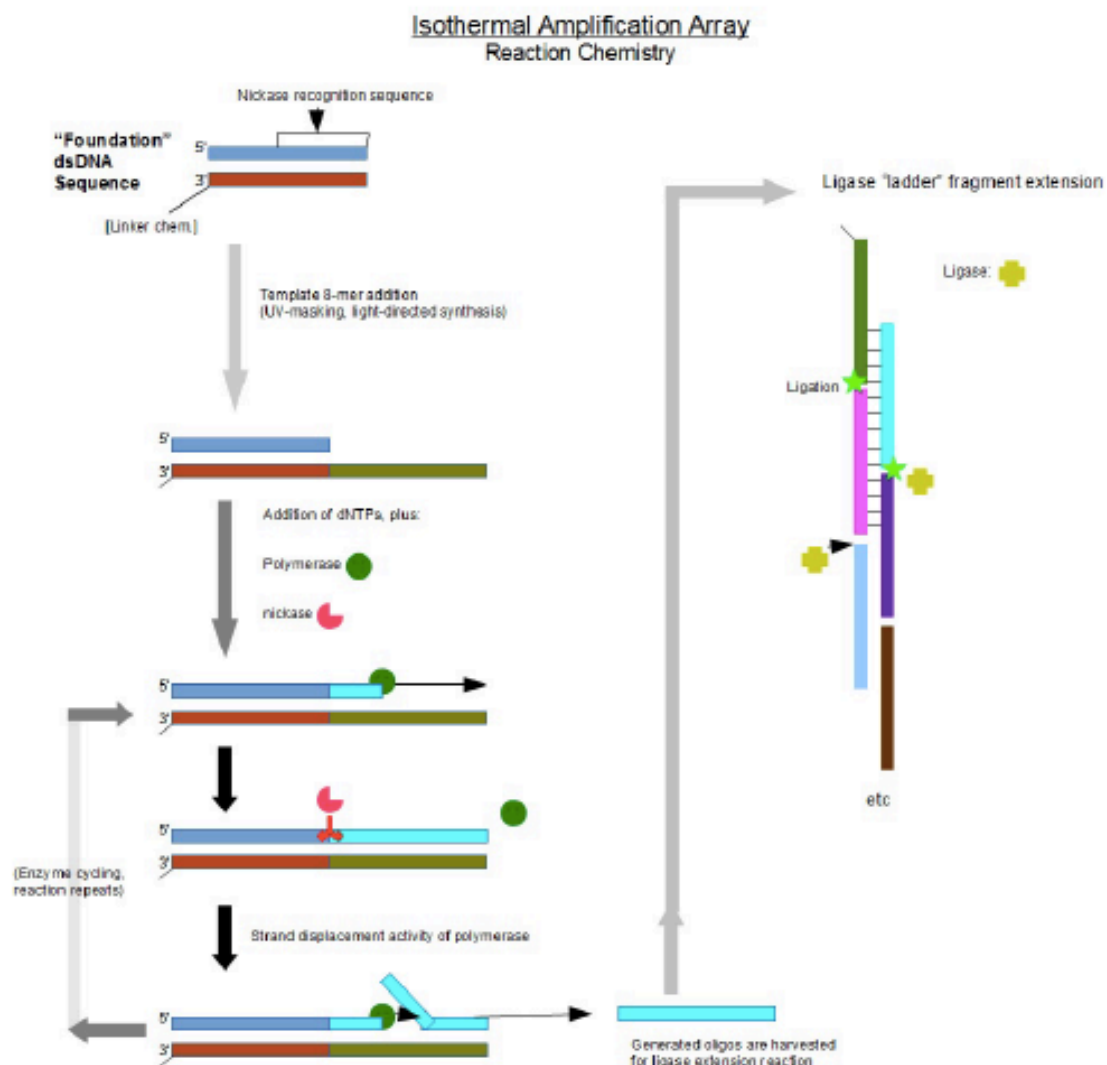 Isothermal Amplification Array
Reaction Chemistry
Nickase recognition sequence
"Foundation"
dsDNA
Sequence
5'
3'
[Linker chem.]
Template 8-mer addition
(UV-masking, light-directed synthesis)
5'
3'
Addition of dNTPs, plus:
Polymerase
nickase
5'
3'
5'
3'
(Enzyme cycling,
reaction repeats)
Strand displacement activity of polymerase
5'
3'
Generated oligos are harvested
for ligase extension reaction
Ligase "ladder" fragment extension
Ligase:
Ligation
etc